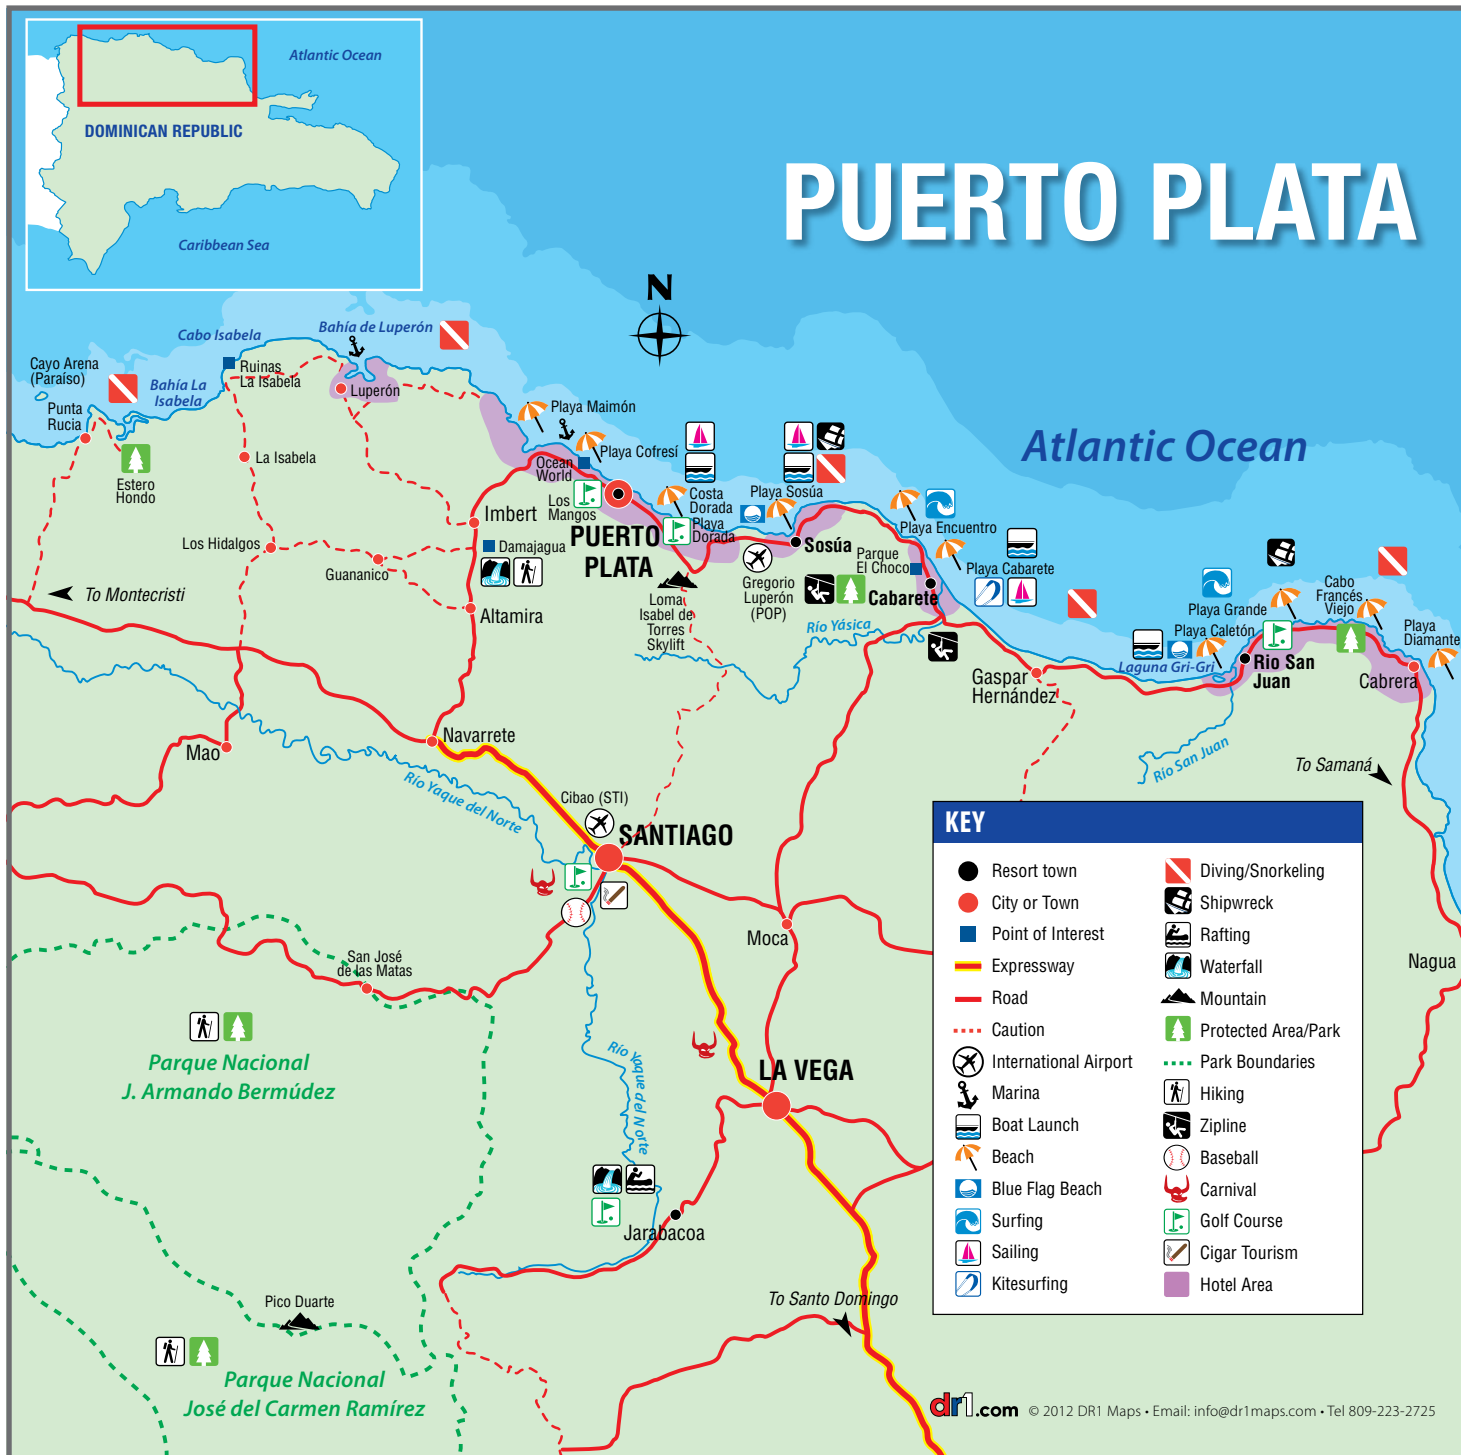 Atlantic Ocean
DOMINICAN REPUBLIC
Caribbean Sea
PUERTO PLATA
N
Cabo Isabela
Bahía de Luperón
Cayo Arena
(Paraíso)
Bahía La
Isabela
Ruinas
La Isabela
Luperón
Punta
Rucia
Estero
Hondo
La Isabela
Playa Maimón
Playa Cofresí
Ocean
World
Los
Mangos
Costa
Dorada
Playa
Dorada
Playa Sosúa
Atlantic Ocean
Imbert
PUERTO
PLATA
Sosúa
Playa Encuentro
Los Hidalgos
Damajagua
Guananico
Gregorio
Luperón
(POP)
Parque
El Choco
Cabarete
Playa Cabarete
Cabo
Francés
Viejo
To Montecristi
Altamira
Loma
Isabel de
Torres
Skylift
Río Yásica
Playa Grande
Playa Caletón
Playa
Diamante
Laguna Gri-Gri
Gaspar
Hernández
Rio San
Juan
Cabrera
Mao
Navarrete
Río Yaque del Norte
Río San Juan
To Samaná
Cibao (STI)
SANTIAGO
Moca
Nagua
San José
de las Matas
Parque Nacional
J. Armando Bermúdez
Río Yaque del Norte
LA VEGA
Jarabacoa
Pico Duarte
To Santo Domingo
Parque Nacional
José del Carmen Ramírez
KEY
Resort town
City or Town
Point of Interest
Expressway
Road
Caution
International Airport
Marina
Boat Launch
Beach
Blue Flag Beach
Surfing
Sailing
Kitesurfing
Diving/Snorkeling
Shipwreck
Rafting
Waterfall
Mountain
Protected Area/Park
Park Boundaries
Hiking
Zipline
Baseball
Carnival
Golf Course
Cigar Tourism
Hotel Area
dr1.com © 2012 DR1 Maps • Email: info@dr1maps.com • Tel 809-223-2725